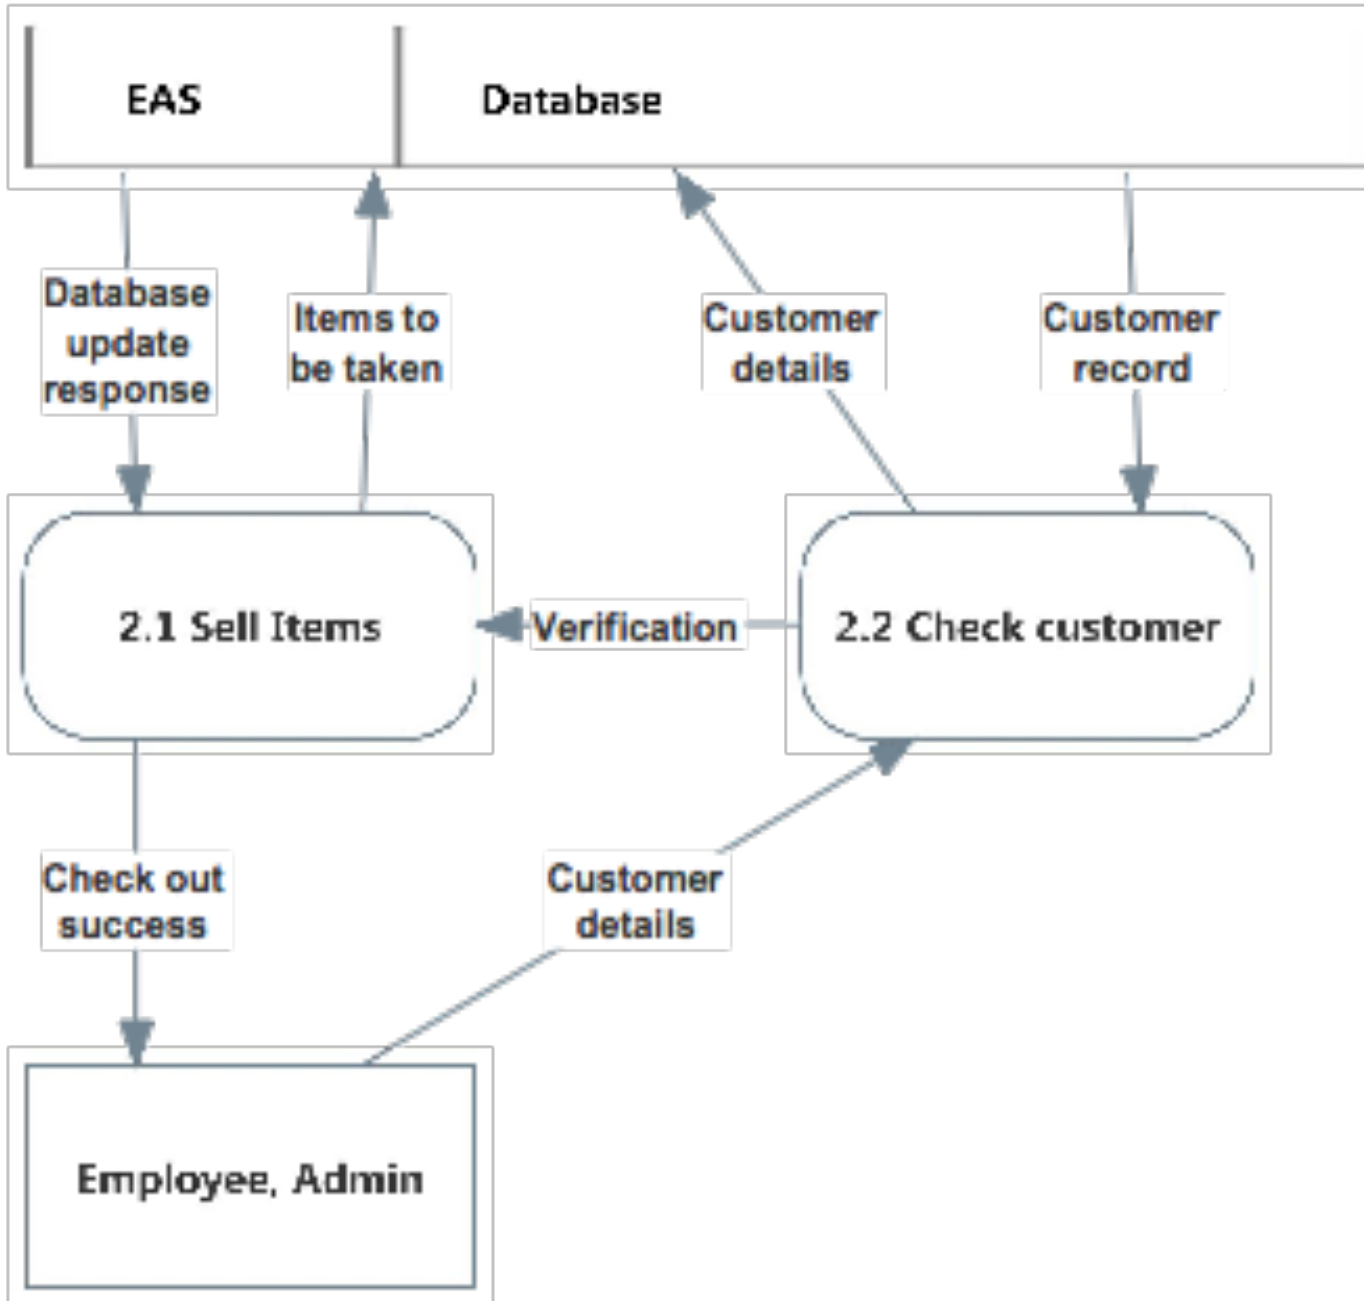 EAS
Database
Database
update
response
Items to
be taken
Customer
details
Customer
record
2.1 Sell Items
Verification
2.2 Check customer
Check out
success
Customer
details
Employee, Admin